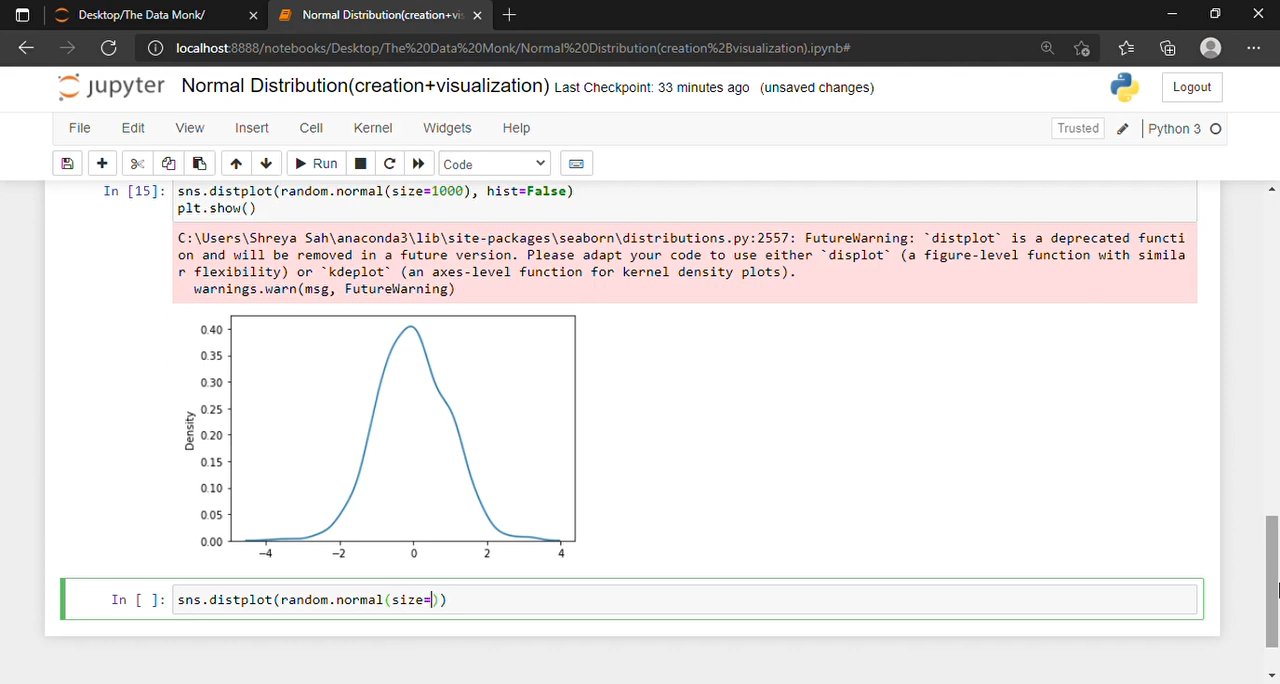 Desktop/The Data Monk/
Normal Distribution(creation+vis
localhost:8888/notebooks/Desktop/The%20Data%20Monk/Normal%20Distribution(creation%2Bvisualization).ipynb#
jupyter Normal Distribution(creation+visualization) Last Checkpoint: 33 minutes ago (unsaved changes)
Logout
File Edit View Insert Cell Kernel Widgets Help
Trusted Python 3
Run Code
In [15]: sns.distplot(random.normal(size=1000), hist=False)
plt.show()
C:\Users\Shreya Sah\anaconda3\lib\site-packages\seaborn\distributions.py:2557: FutureWarning: `distplot` is a deprecated functi
on and will be removed in a future version. Please adapt your code to use either `displot` (a figure-level function with simila
r flexibility) or `kdeplot` (an axes-level function for kernel density plots).
warnings.warn(msg, FutureWarning)
0.40
0.35
0.30
0.25
0.20
0.15
0.10
0.05
0.00
Density
−4 −2 0 2 4
In [ ]: sns.distplot(random.normal(size=))